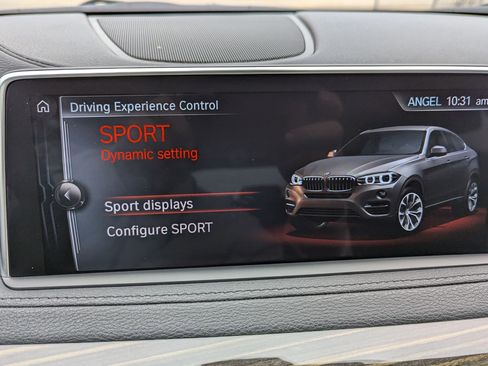 Driving Experience Control
ANGEL 10:31 am
SPORT
Dynamic setting
Sport displays
Configure SPORT